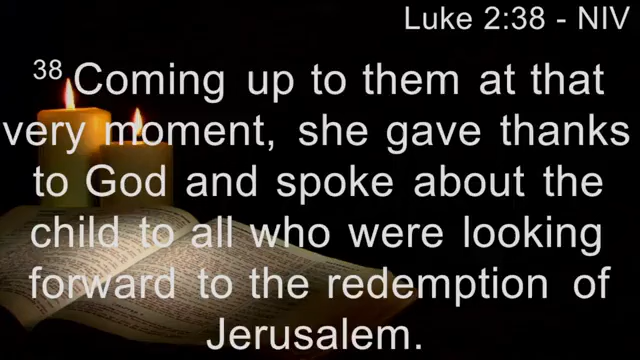 Luke 2:38 - NIV
38 Coming up to them at that
very moment, she gave thanks
to God and spoke about the
child to all who were looking
forward to the redemption of
Jerusalem.